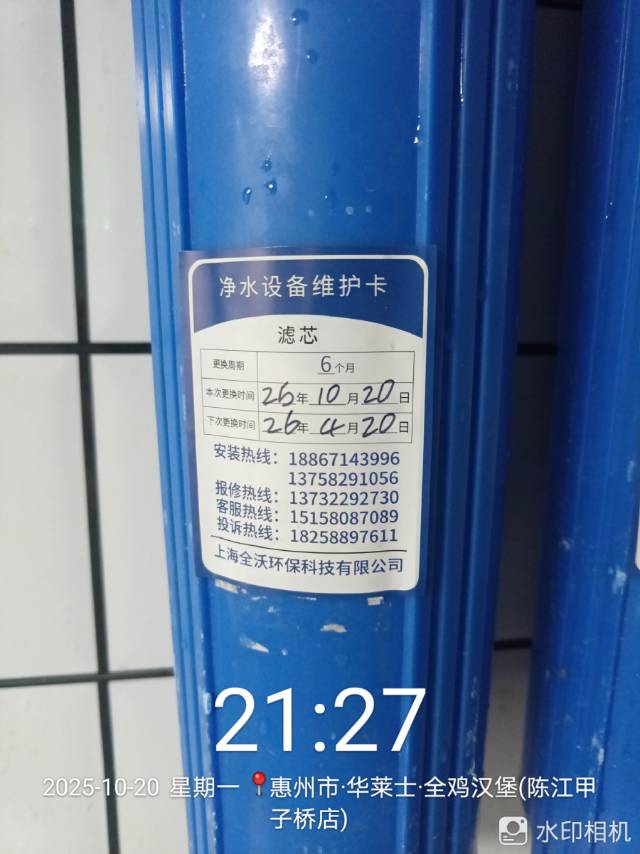 净水设备维护卡
滤芯
更换周期 6个月
本次更换时间 25年10月20日
下次更换时间 26年4月20日
安装热线：18867143996
13758291056
报修热线：13732292730
客服热线：15158087089
投诉热线：18258897611
上海全沃环保科技有限公司
21:27
2025-10-20 星期一 惠州市·华莱士·全鸡汉堡(陈江甲
子桥店)
水印相机